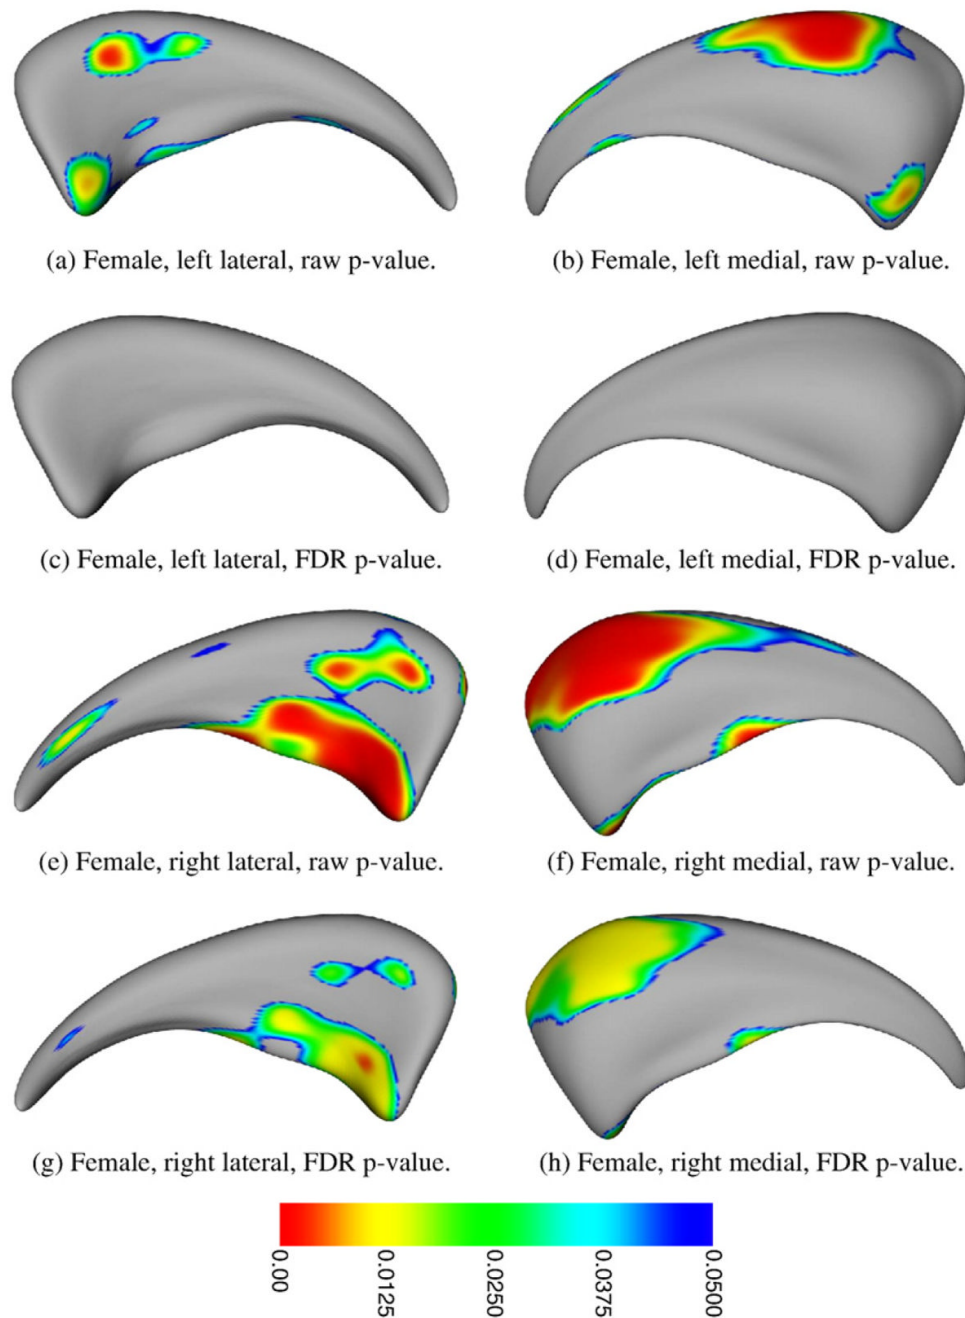 (a) Female, left lateral, raw p-value.
(b) Female, left medial, raw p-value.
(c) Female, left lateral, FDR p-value.
(d) Female, left medial, FDR p-value.
(e) Female, right lateral, raw p-value.
(f) Female, right medial, raw p-value.
(g) Female, right lateral, FDR p-value.
(h) Female, right medial, FDR p-value.
0.00
0.0125
0.0250
0.0375
0.0500